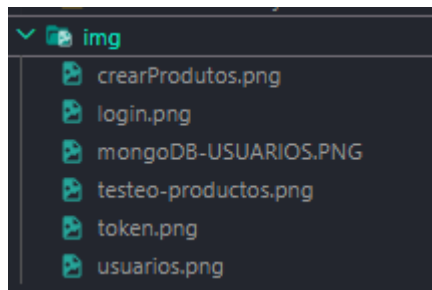 img
crearProdutos.png
login.png
mongoDB-USUARIOS.PNG
testeo-productos.png
token.png
usuarios.png